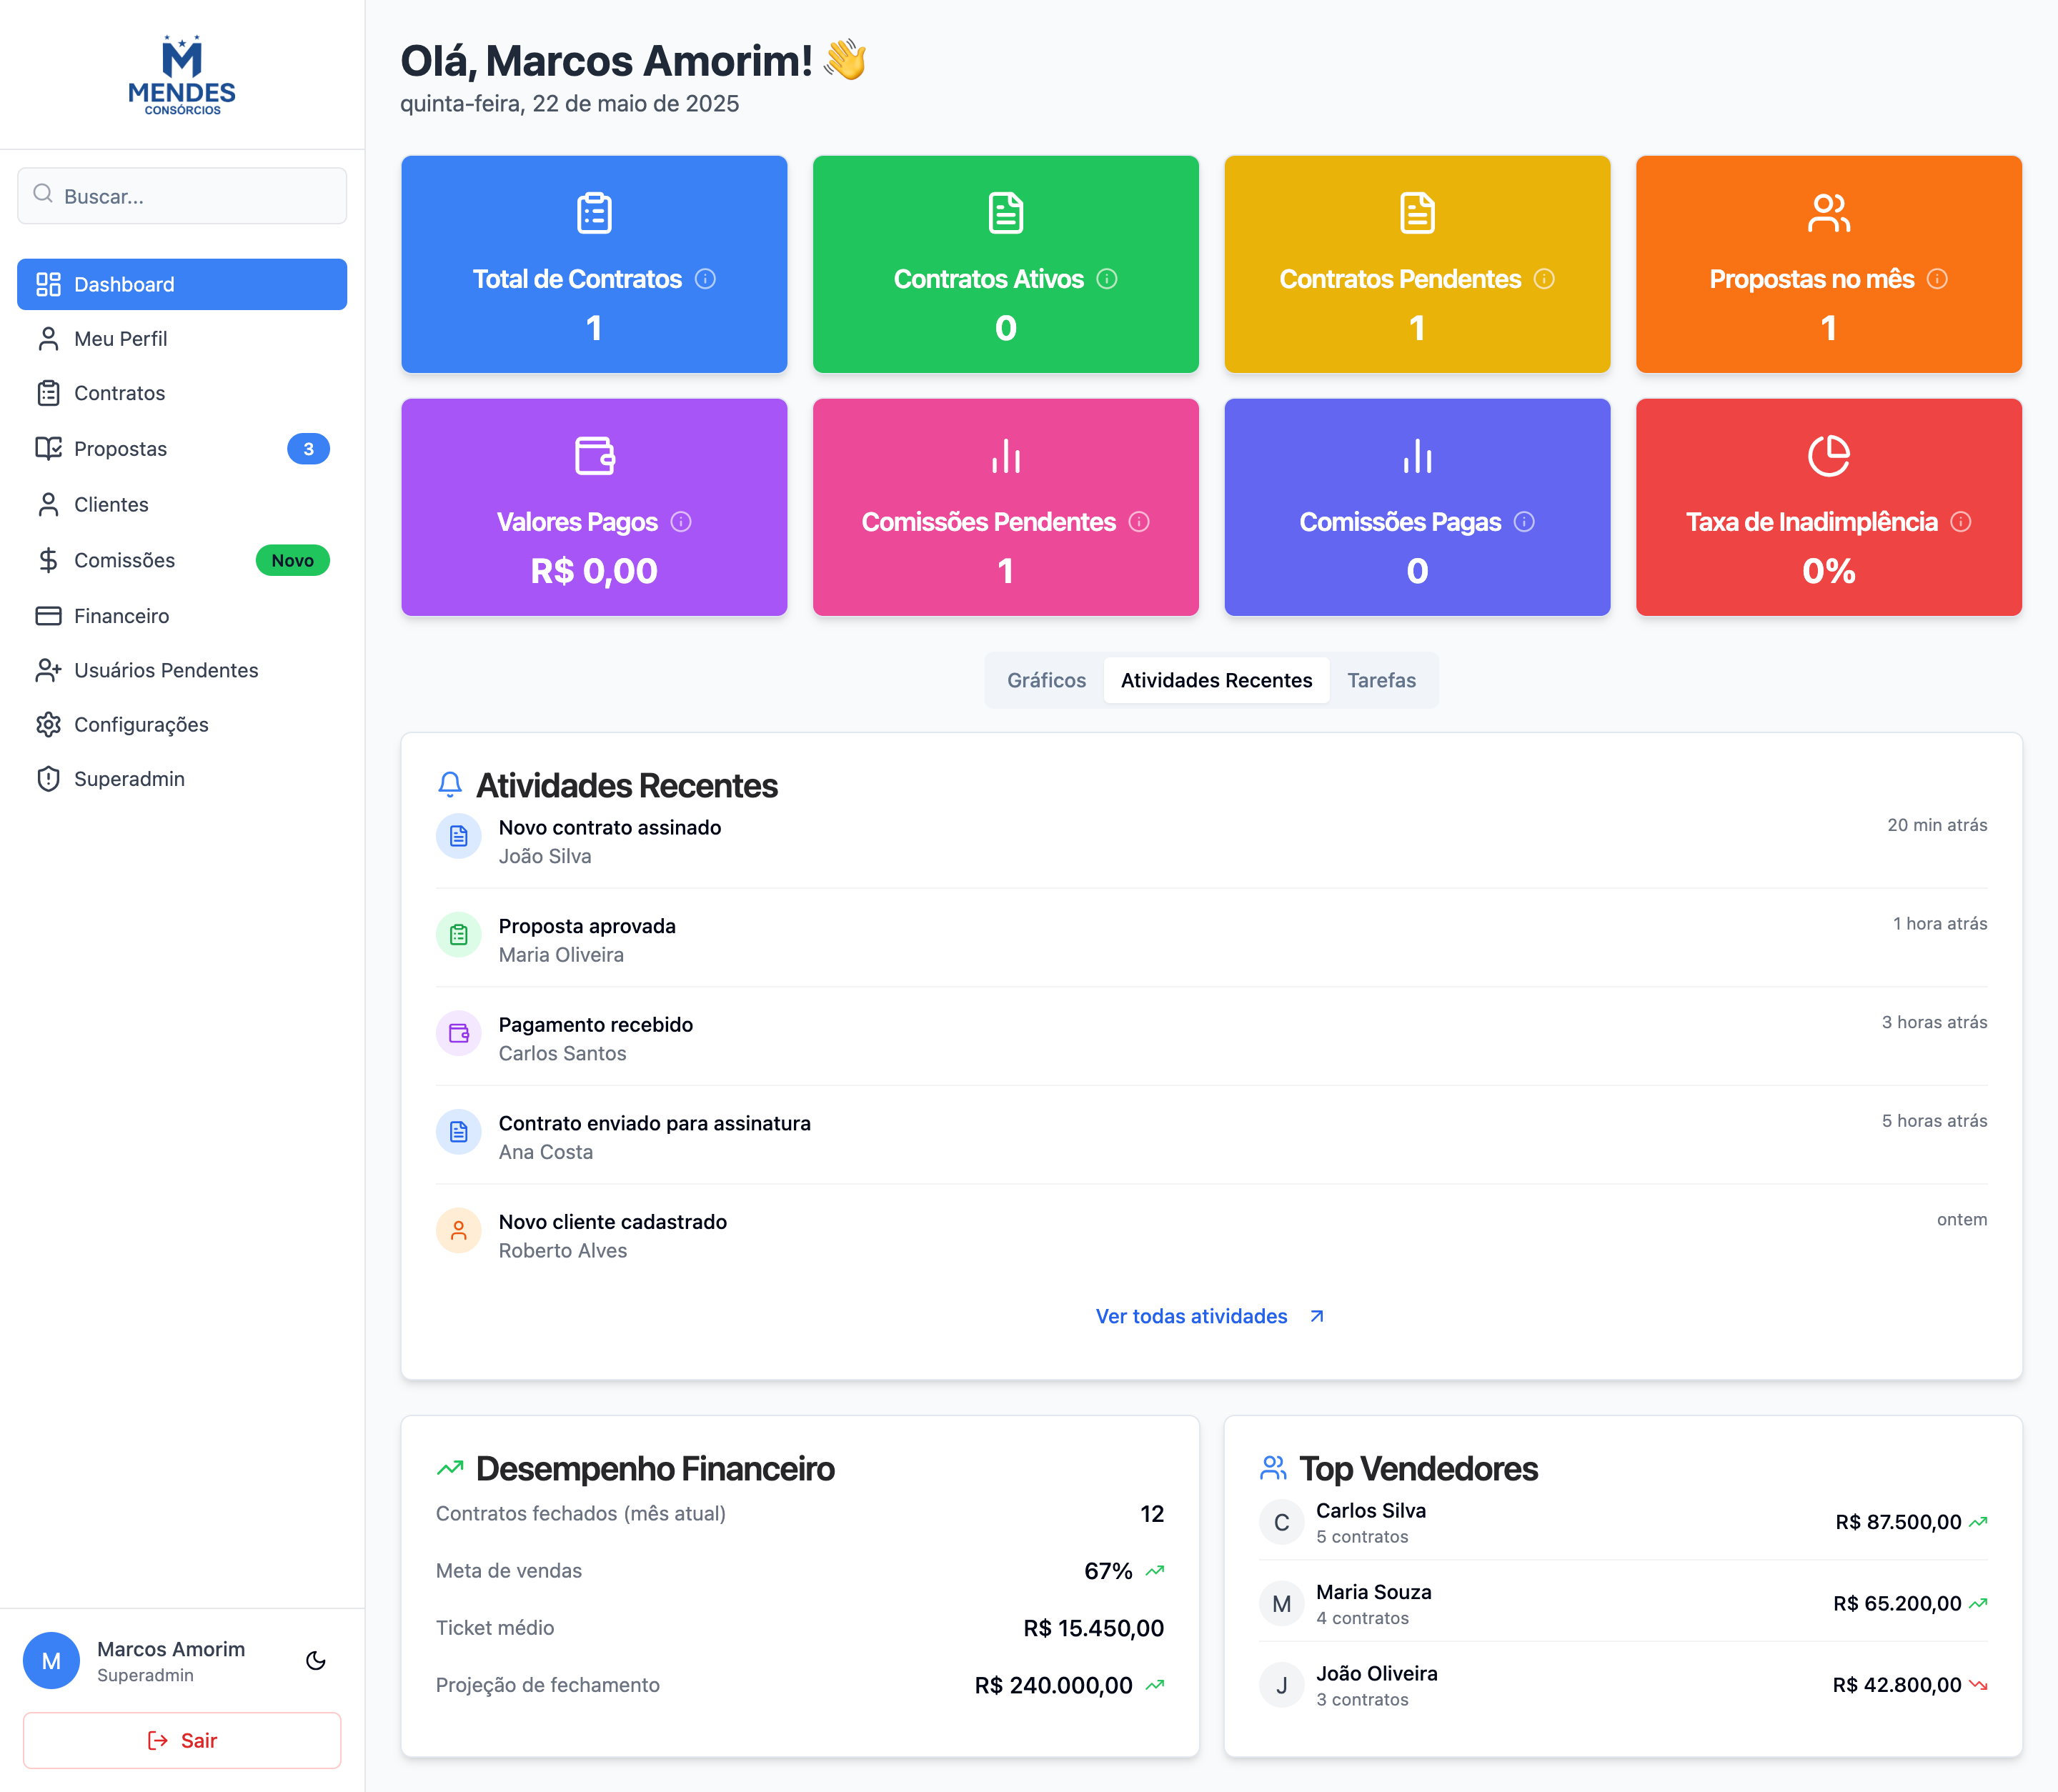 MENDES
CONSÓRCIOS
Buscar...
Dashboard
Meu Perfil
Contratos
Propostas 3
Clientes
Comissões Novo
Financeiro
Usuários Pendentes
Configurações
Superadmin
M
Marcos Amorim
Superadmin
Sair
Olá, Marcos Amorim! 👋
quinta-feira, 22 de maio de 2025
Total de Contratos
1
Contratos Ativos
0
Contratos Pendentes
1
Propostas no mês
1
Valores Pagos
R$ 0,00
Comissões Pendentes
1
Comissões Pagas
0
Taxa de Inadimplência
0%
Gráficos
Atividades Recentes
Tarefas
Atividades Recentes
Novo contrato assinado
João Silva
20 min atrás
Proposta aprovada
Maria Oliveira
1 hora atrás
Pagamento recebido
Carlos Santos
3 horas atrás
Contrato enviado para assinatura
Ana Costa
5 horas atrás
Novo cliente cadastrado
Roberto Alves
ontem
Ver todas atividades
Desempenho Financeiro
Contratos fechados (mês atual) 12
Meta de vendas 67%
Ticket médio R$ 15.450,00
Projeção de fechamento R$ 240.000,00
Top Vendedores
C
Carlos Silva
5 contratos
R$ 87.500,00
M
Maria Souza
4 contratos
R$ 65.200,00
J
João Oliveira
3 contratos
R$ 42.800,00